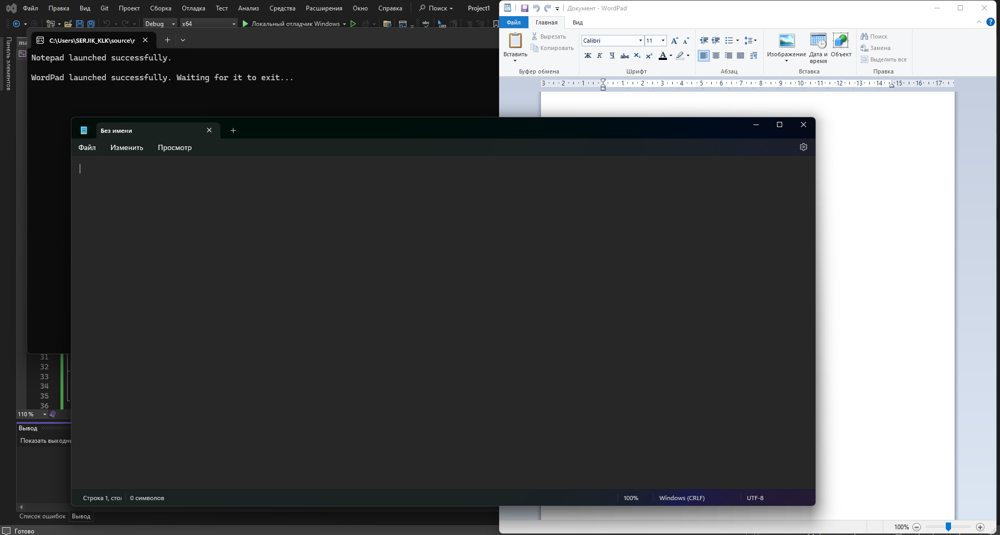 Файл Правка Вид Git Проект Сборка Отладка Тест Анализ Средства Расширения Окно Справка Поиск Project1
Debug x64 Локальный отладчик Windows
Панель элементов
ma
C:\Users\SERJIK_KLK\source\r
Notepad launched successfully.
WordPad launched successfully. Waiting for it to exit...
Документ - WordPad
Файл Главная Вид
Вставить
Вырезать
Копировать
Буфер обмена
Calibri 11
Ж К Ч abc X₂ X² A
Шрифт
Абзац
Изображение
Дата и время
Объект
Вставка
Поиск
Замена
Выделить все
Правка
3 2 1 1 2 3 4 5 6 7 8 9 10 11 12 13 14 15 16 17
Без имени
Файл Изменить Просмотр
Строка 1, сто 0 символов 100% Windows (CRLF) UTF-8
31
32
33
34
35
36
110 %
Вывод
Показать выходны
Список ошибок Вывод
Готово
100%